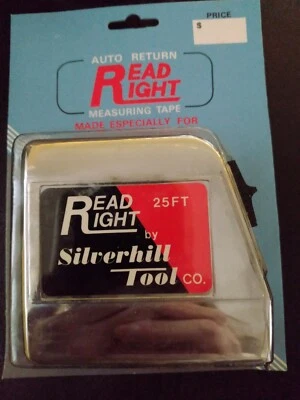 PRICE
$
AUTO RETURN
READ
RIGHT
MEASURING TAPE
MADE ESPECIALLY FOR
READ
RIGHT
25FT
by
Silverhill
Tool CO.